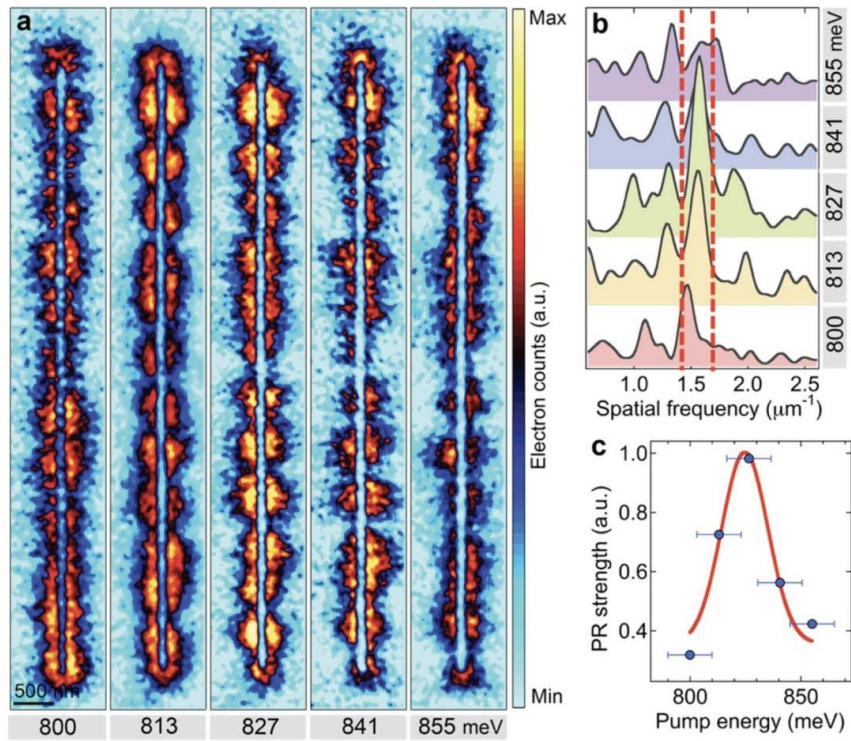 a
Max
Electron counts (a.u.)
Min
500 nm
800
813
827
841
855 meV
b
855 meV
841
827
813
800
1.0
1.5
2.0
2.5
Spatial frequency (μm⁻¹)
c
1.0
0.8
0.6
0.4
PR strength (a.u.)
800
850
Pump energy (meV)